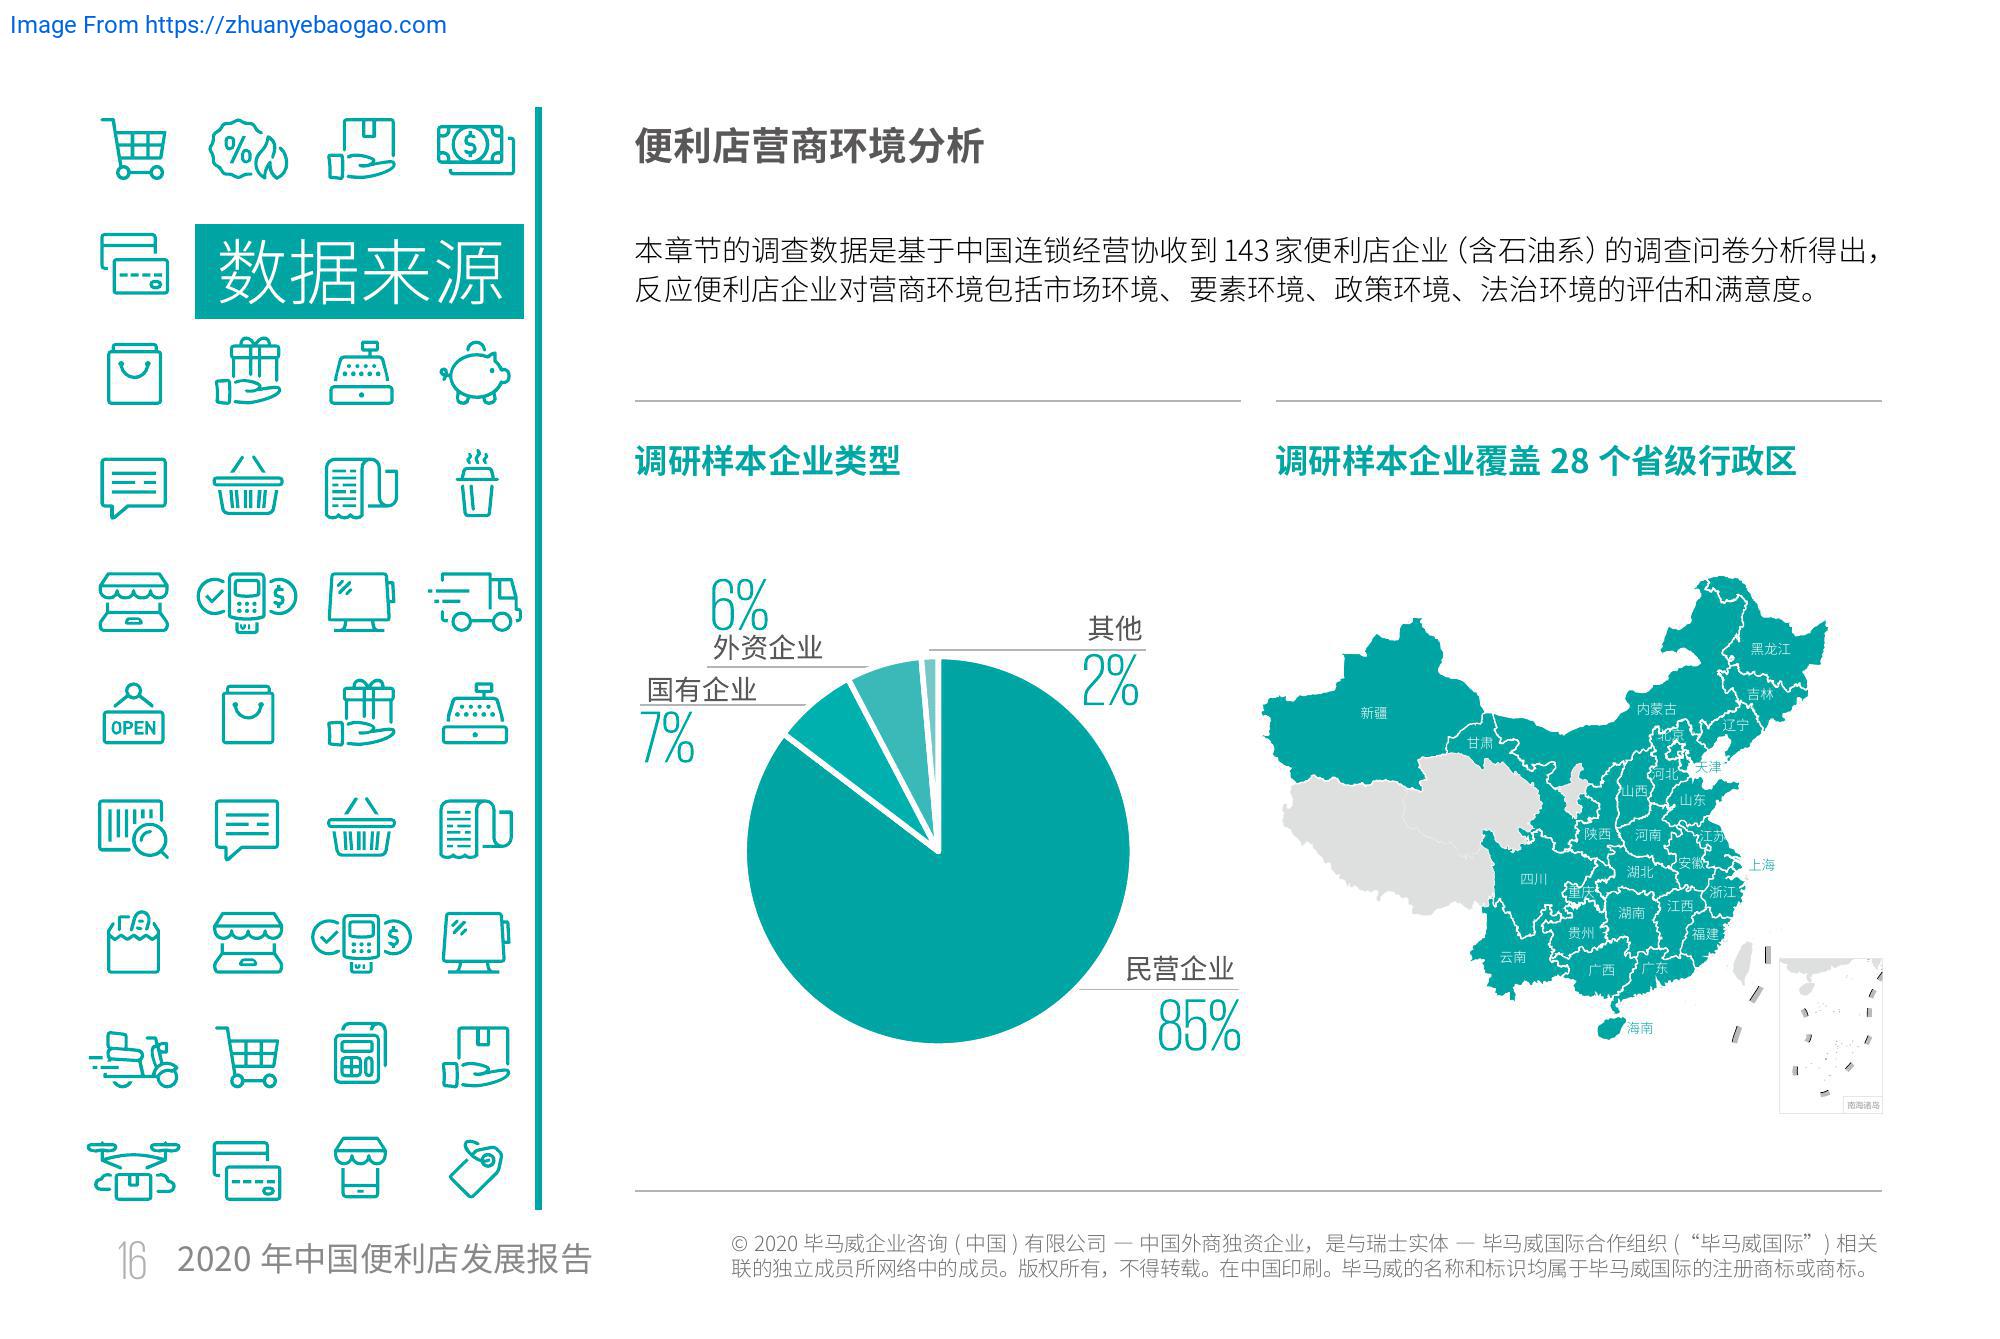 Image From https://zhuanyebaogao.com
数据来源
OPEN
便利店营商环境分析
本章节的调查数据是基于中国连锁经营协收到 143 家便利店企业（含石油系）的调查问卷分析得出，
反应便利店企业对营商环境包括市场环境、要素环境、政策环境、法治环境的评估和满意度。
调研样本企业类型
6%
外资企业
国有企业
7%
其他
2%
民营企业
85%
调研样本企业覆盖 28 个省级行政区
黑龙江
吉林
辽宁
内蒙古
新疆
北京
甘肃
天津
河北
山西
山东
陕西
河南
江苏
安徽
上海
四川
湖北
重庆
浙江
湖南
江西
贵州
福建
云南
广西
广东
海南
南海诸岛
16 2020 年中国便利店发展报告
© 2020 毕马威企业咨询 ( 中国 ) 有限公司 — 中国外商独资企业，是与瑞士实体 — 毕马威国际合作组织 (“毕马威国际”) 相关
联的独立成员所网络中的成员。版权所有，不得转载。在中国印刷。毕马威的名称和标识均属于毕马威国际的注册商标或商标。